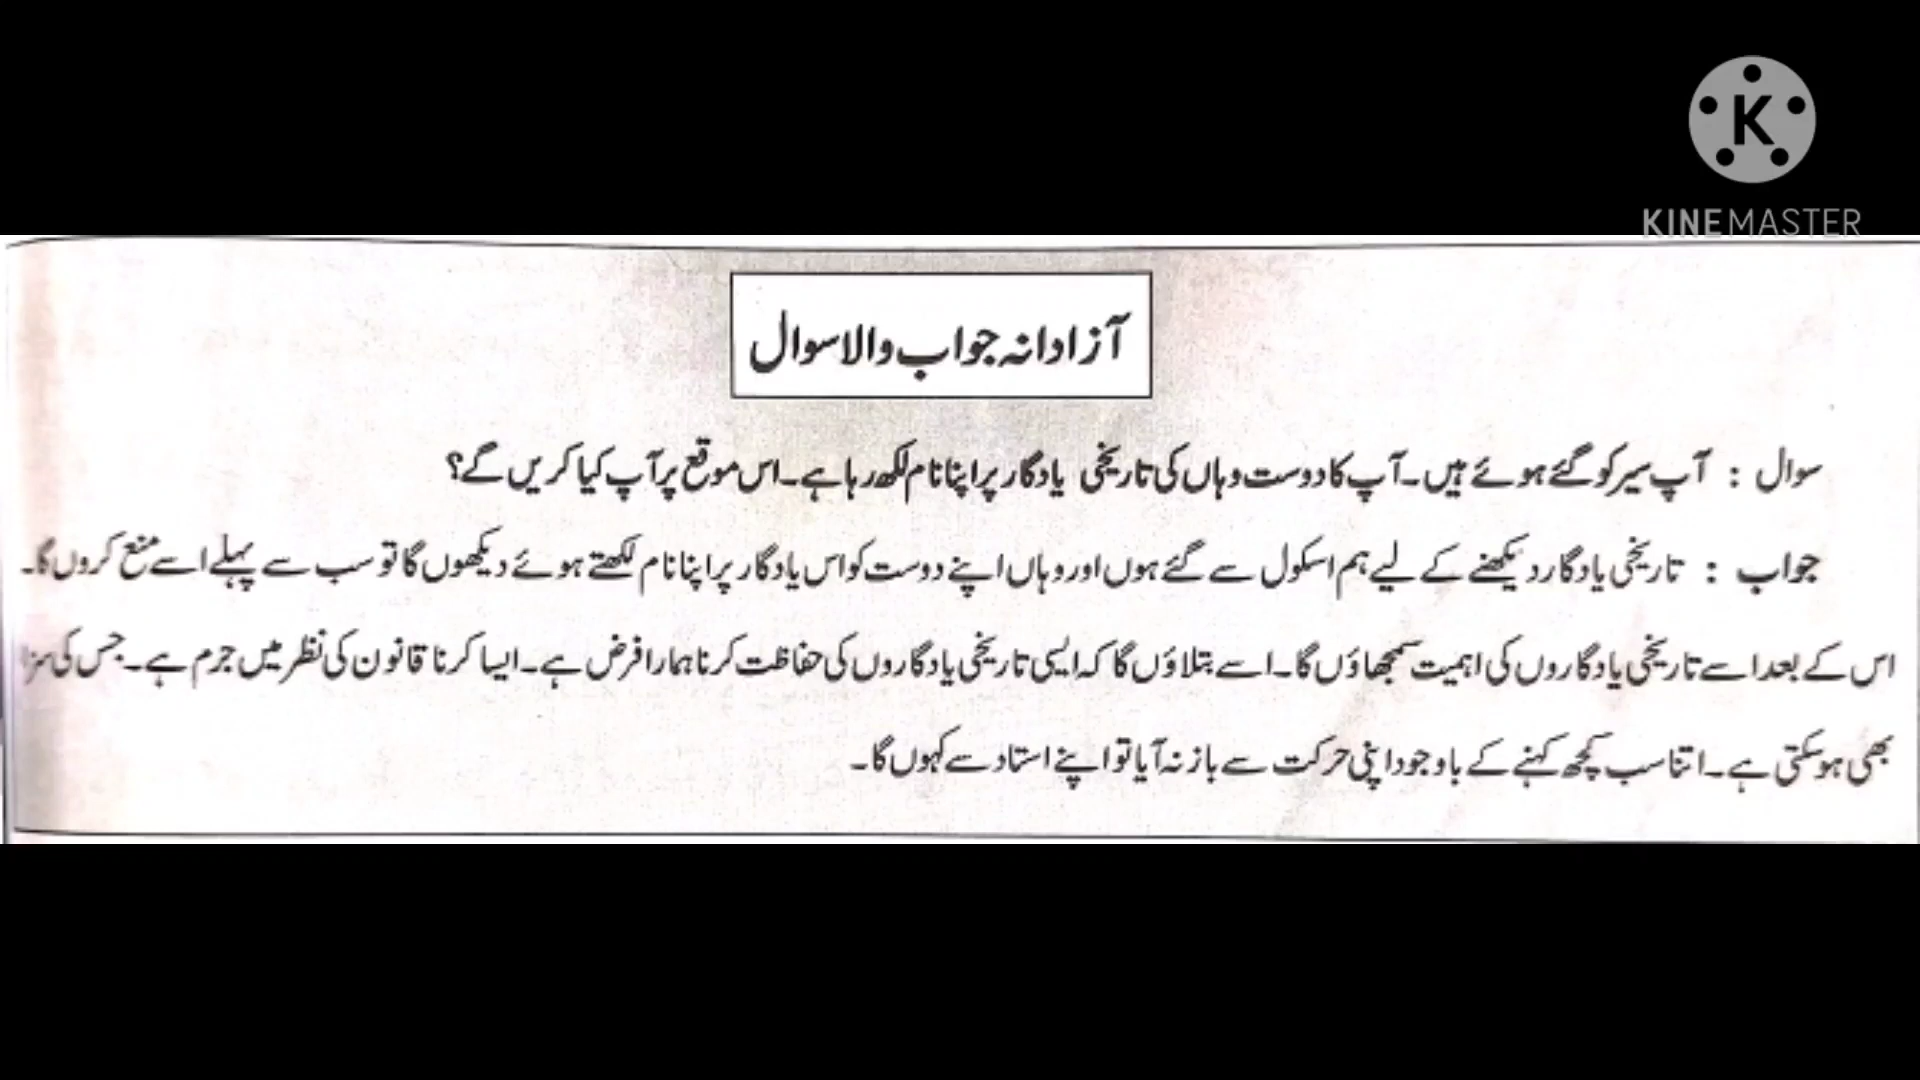 KINEMASTER
آزادانہ جواب والا سوال
سوال : آپ سیر کو گئے ہوئے ہیں۔ آپ کا دوست وہاں کی تاریخی یادگار پر اپنا نام لکھ رہا ہے۔ اس موقع پر آپ کیا کریں گے؟
جواب : تاریخی یادگار دیکھنے کے لیے ہم اسکول سے گئے ہوں اور وہاں اپنے دوست کو اس یادگار پر اپنا نام لکھتے ہوئے دیکھوں گا تو سب سے پہلے اسے منع کروں گا۔
اس کے بعد اسے تاریخی یادگاروں کی اہمیت سمجھاؤں گا۔ اسے بتلاؤں گا کہ ایسی تاریخی یادگاروں کی حفاظت کرنا ہمارا فرض ہے۔ ایسا کرنا قانون کی نظر میں جرم ہے۔ جس کی سزا
بھی ہوسکتی ہے۔ اتنا سب کچھ کہنے کے باوجود اپنی حرکت سے باز نہ آیا تو اپنے استاد سے کہوں گا۔